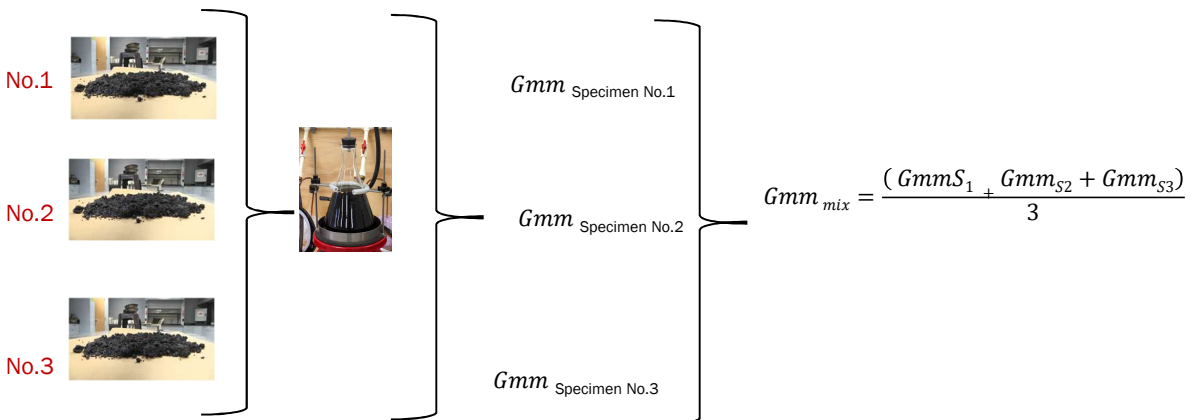 No.1
Gmm Specimen No.1
No.2
Gmm Specimen No.2
Gmm mix = ( GmmS1 + GmmS2 + GmmS3) / 3
No.3
Gmm Specimen No.3